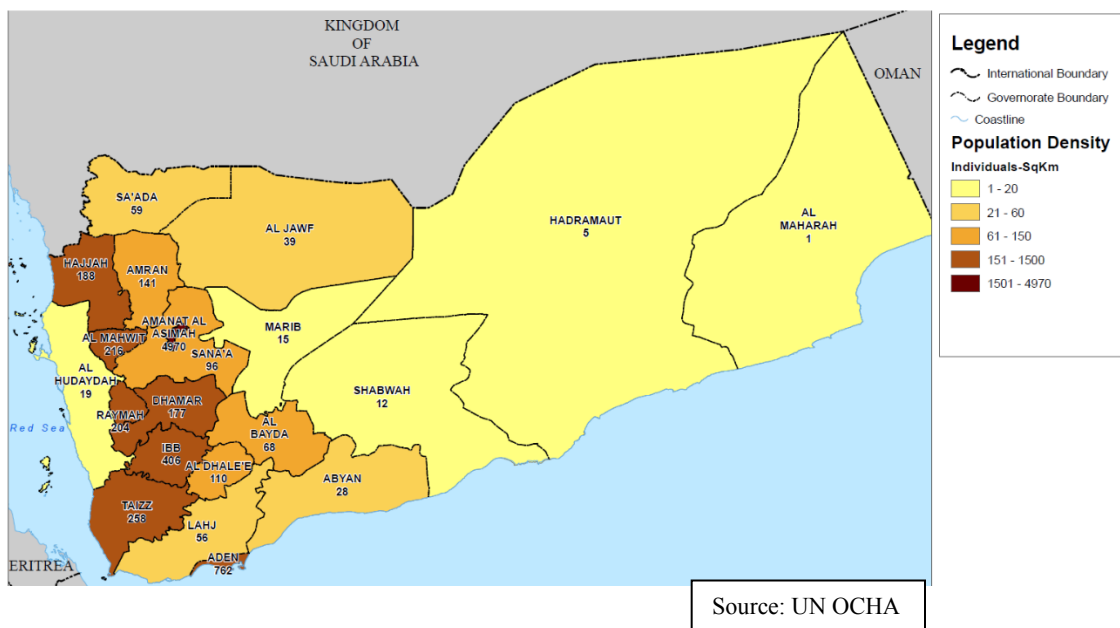 KINGDOM
OF
SAUDI ARABIA
OMAN
SA'ADA
59
AL JAWF
39
HADRAMAUT
5
AL
MAHARAH
1
HAJJAH
188
AMRAN
141
AMANAT AL
ASIMAH
4970
MARIB
15
AL MAHWIT
216
SANA'A
96
AL
HUDAYDAH
19
SHABWAH
12
DHAMAR
177
RAYMAH
204
AL
BAYDA
68
Red Sea
IBB
406
AL DHALE'E
110
ABYAN
28
TAIZZ
258
LAHJ
56
ADEN
762
ERITREA
Legend
International Boundary
Governorate Boundary
Coastline
Population Density
Individuals-SqKm
1 - 20
21 - 60
61 - 150
151 - 1500
1501 - 4970
Source: UN OCHA